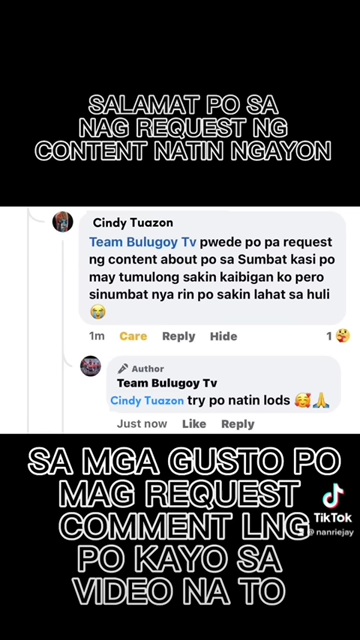 SALAMAT PO SA
NAG REQUEST NG
CONTENT NATIN NGAYON
Cindy Tuazon
Team Bulugoy Tv pwede po pa request
ng content about po sa Sumbat kasi po
may tumulong sakin kaibigan ko pero
sinumbat nya rin po sakin lahat sa huli
😭
1m Care Reply Hide 1
Author
Team Bulugoy Tv
Cindy Tuazon try po natin lods 🥰🙏
Just now Like Reply
SA MGA GUSTO PO
MAG REQUEST
COMMENT LNG
PO KAYO SA
VIDEO NA TO
TikTok
@nanriejay